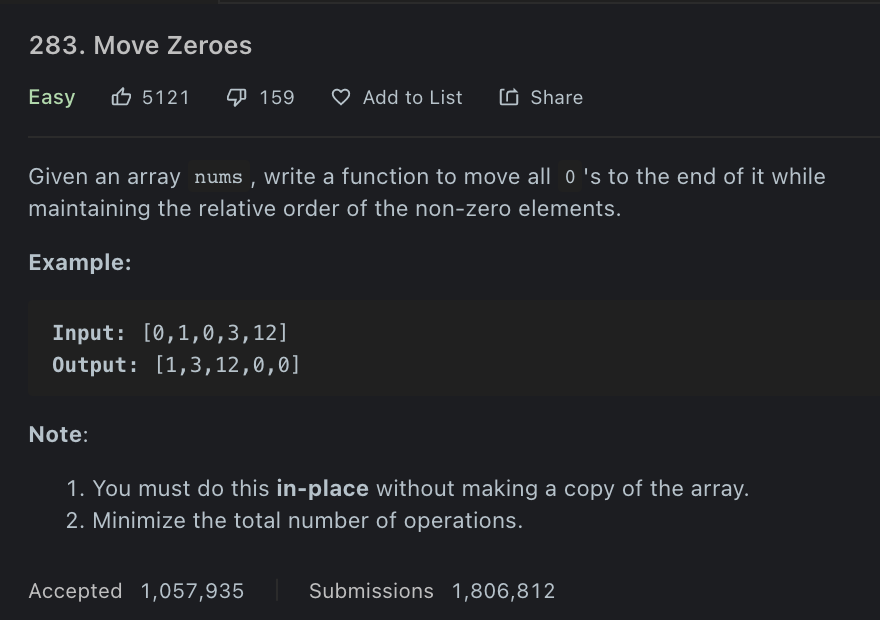 283. Move Zeroes
Easy 5121 159 Add to List Share
Given an array nums, write a function to move all 0's to the end of it while
maintaining the relative order of the non-zero elements.
Example:
Input: [0,1,0,3,12]
Output: [1,3,12,0,0]
Note:
1. You must do this in-place without making a copy of the array.
2. Minimize the total number of operations.
Accepted 1,057,935 Submissions 1,806,812